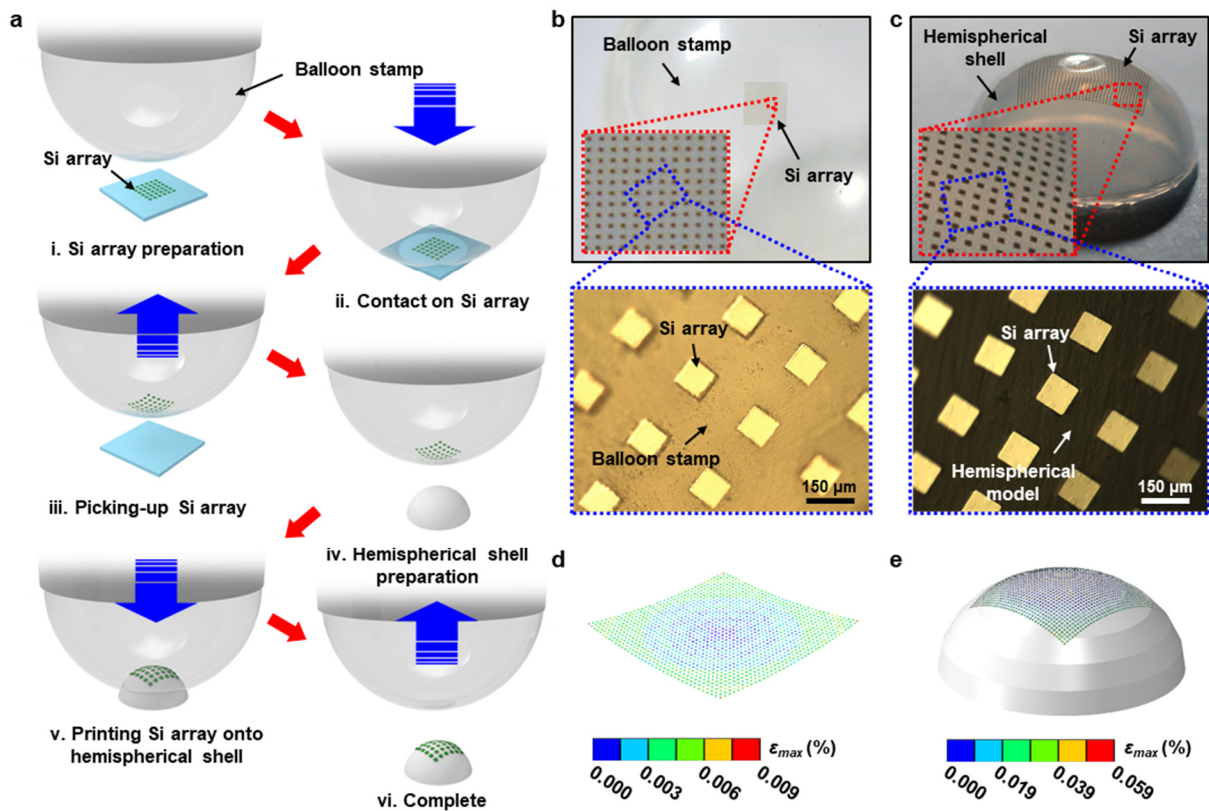 a
Balloon stamp
Si array
i. Si array preparation
ii. Contact on Si array
iii. Picking-up Si array
iv. Hemispherical shell
preparation
v. Printing Si array onto
hemispherical shell
vi. Complete
b
Balloon stamp
Si array
Si array
Balloon stamp
150 μm
c
Hemispherical
shell
Si array
Si array
Hemispherical
model
150 μm
d
εmax (%)
0.000
0.003
0.006
0.009
e
εmax (%)
0.000
0.019
0.039
0.059